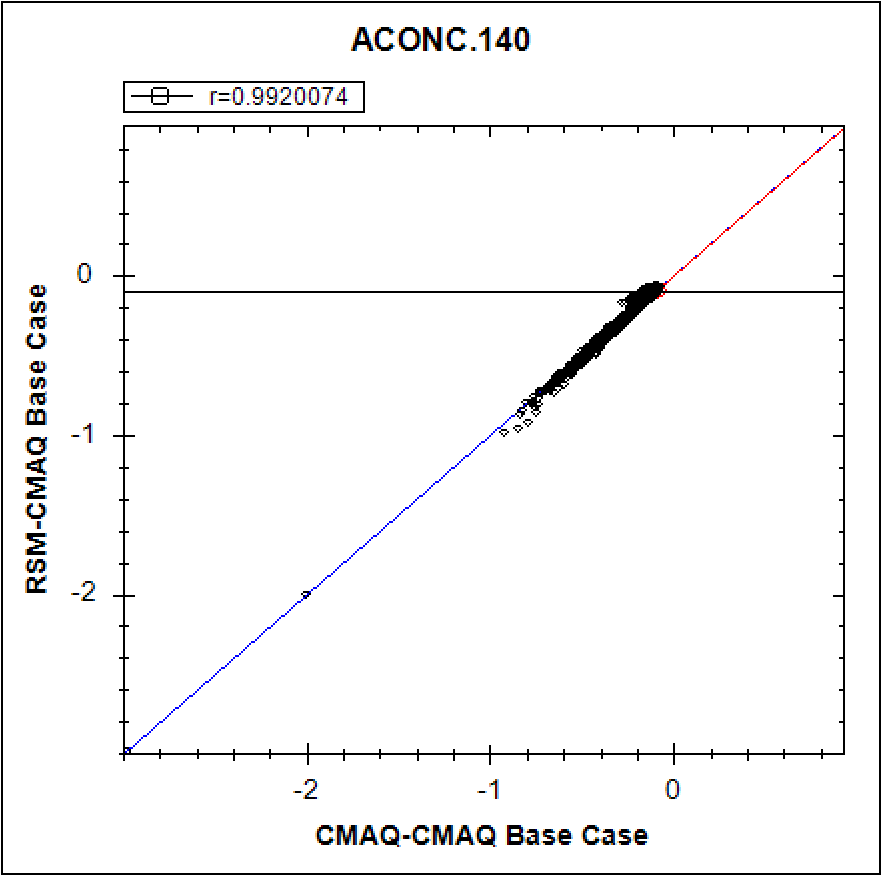 ACONC.140
r=0.9920074
0
-1
-2
RSM-CMAQ Base Case
-2
-1
0
CMAQ-CMAQ Base Case